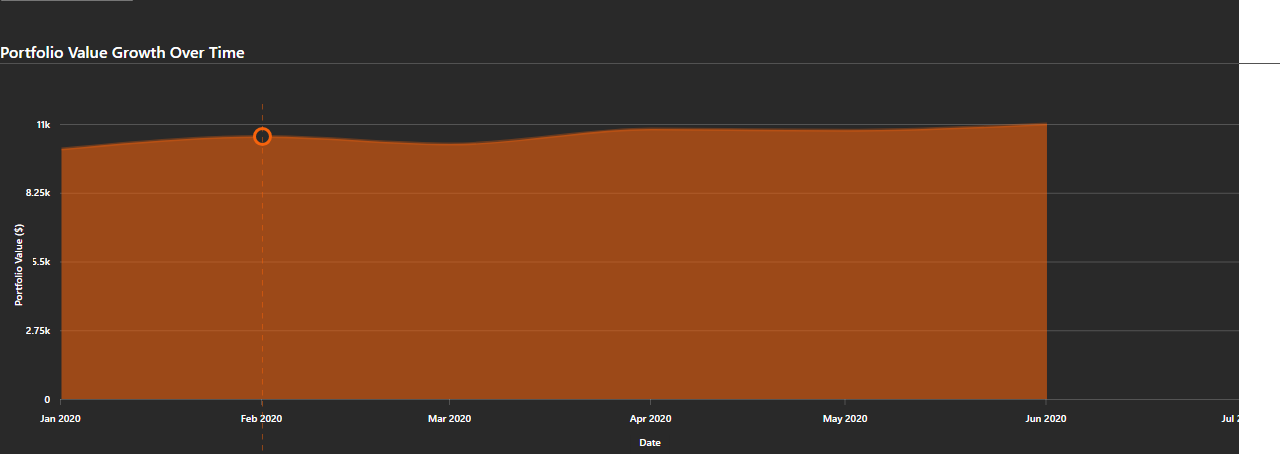 Portfolio Value Growth Over Time
11k
8.25k
5.5k
2.75k
0
Portfolio Value ($)
Jan 2020 Feb 2020 Mar 2020 Apr 2020 May 2020 Jun 2020 Jul
Date